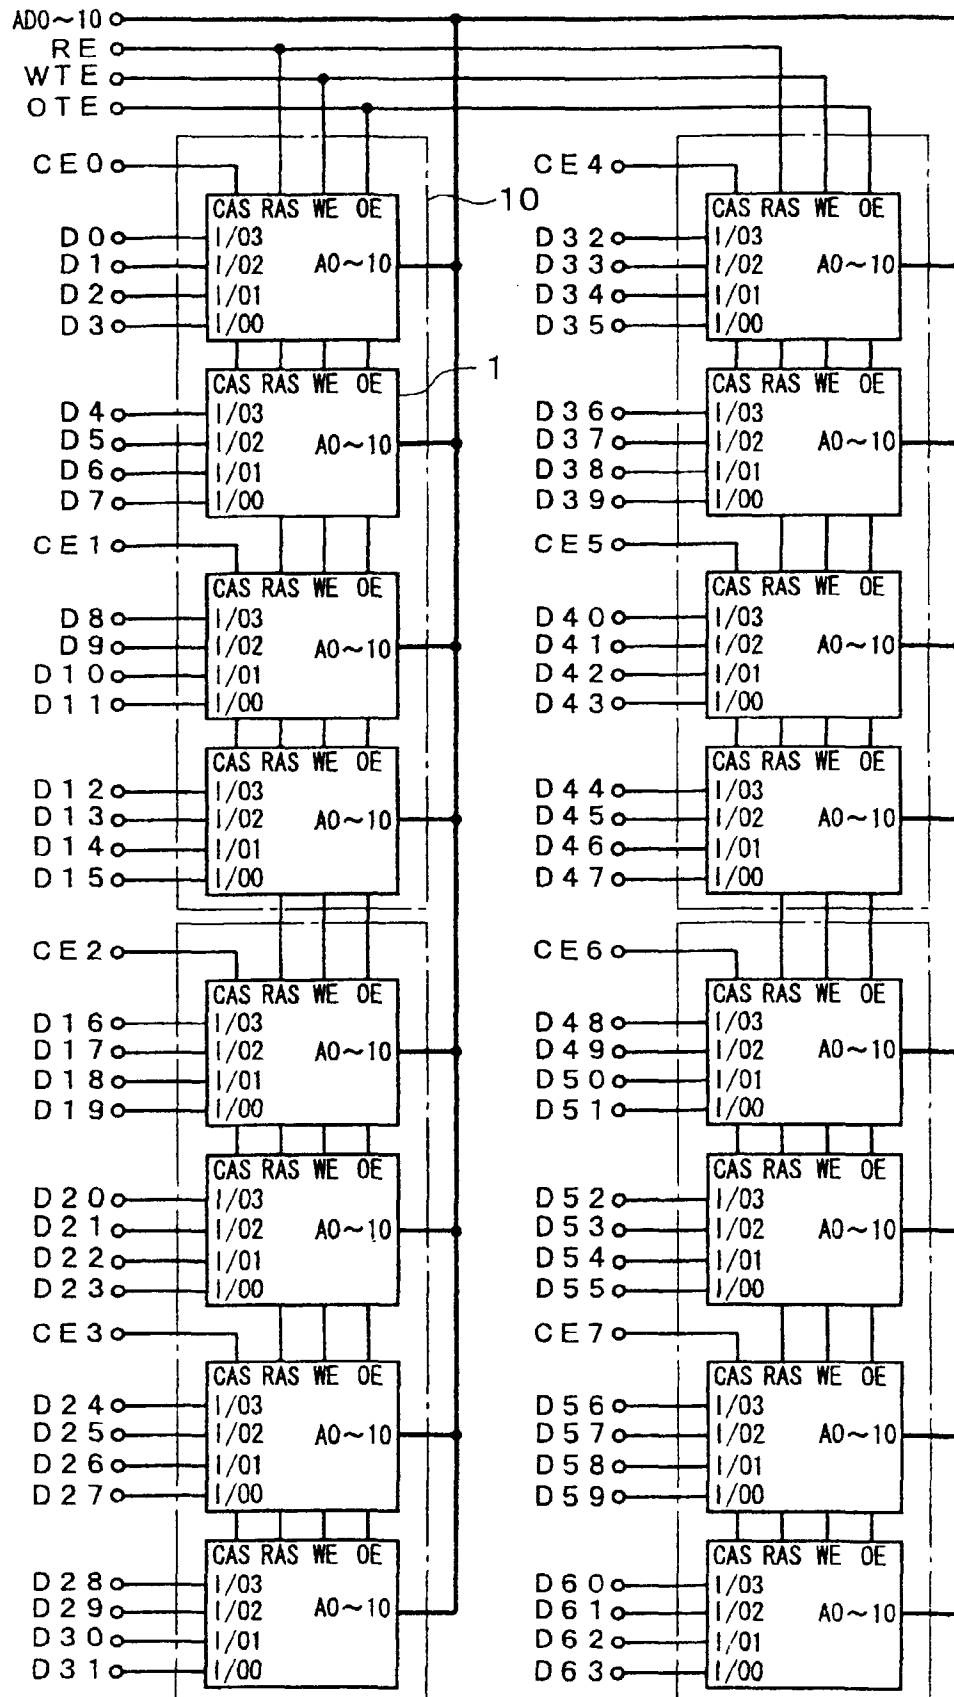 AD0~10
RE
WTE
OTE
CE0 CE4
10
CAS RAS WE OE CAS RAS WE OE
D0 I/03 D32 I/03
D1 I/02 A0~10 D33 I/02 A0~10
D2 I/01 D34 I/01
D3 I/00 D35 I/00
1
CAS RAS WE OE CAS RAS WE OE
D4 I/03 D36 I/03
D5 I/02 A0~10 D37 I/02 A0~10
D6 I/01 D38 I/01
D7 I/00 D39 I/00
CE1 CE5
CAS RAS WE OE CAS RAS WE OE
D8 I/03 D40 I/03
D9 I/02 A0~10 D41 I/02 A0~10
D10 I/01 D42 I/01
D11 I/00 D43 I/00
CAS RAS WE OE CAS RAS WE OE
D12 I/03 D44 I/03
D13 I/02 A0~10 D45 I/02 A0~10
D14 I/01 D46 I/01
D15 I/00 D47 I/00
CE2 CE6
CAS RAS WE OE CAS RAS WE OE
D16 I/03 D48 I/03
D17 I/02 A0~10 D49 I/02 A0~10
D18 I/01 D50 I/01
D19 I/00 D51 I/00
CAS RAS WE OE CAS RAS WE OE
D20 I/03 D52 I/03
D21 I/02 A0~10 D53 I/02 A0~10
D22 I/01 D54 I/01
D23 I/00 D55 I/00
CE3 CE7
CAS RAS WE OE CAS RAS WE OE
D24 I/03 D56 I/03
D25 I/02 A0~10 D57 I/02 A0~10
D26 I/01 D58 I/01
D27 I/00 D59 I/00
CAS RAS WE OE CAS RAS WE OE
D28 I/03 D60 I/03
D29 I/02 A0~10 D61 I/02 A0~10
D30 I/01 D62 I/01
D31 I/00 D63 I/00